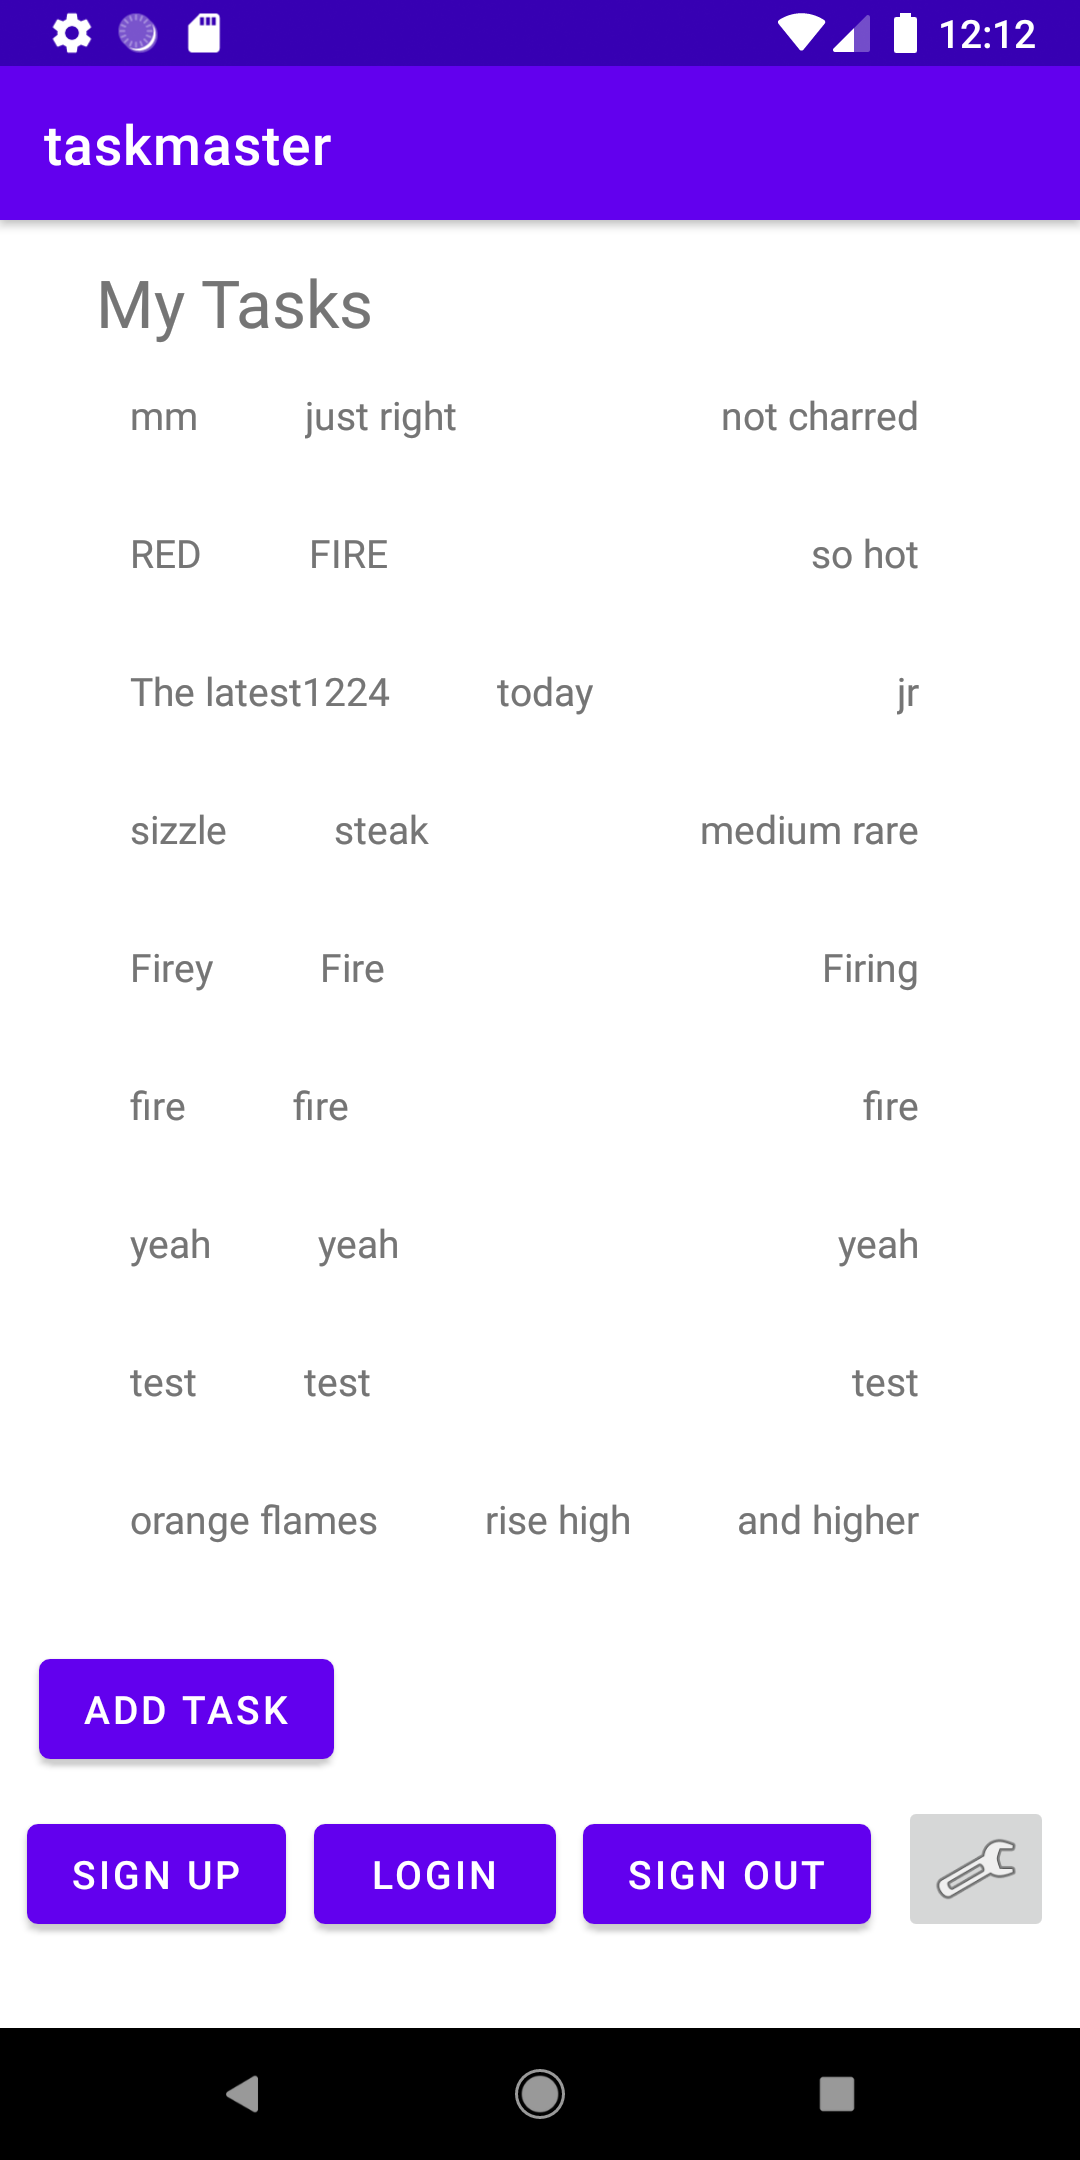 12:12
taskmaster
My Tasks
mm just right not charred
RED FIRE so hot
The latest1224 today jr
sizzle steak medium rare
Firey Fire Firing
fire fire fire
yeah yeah yeah
test test test
orange flames rise high and higher
ADD TASK
SIGN UP LOGIN SIGN OUT